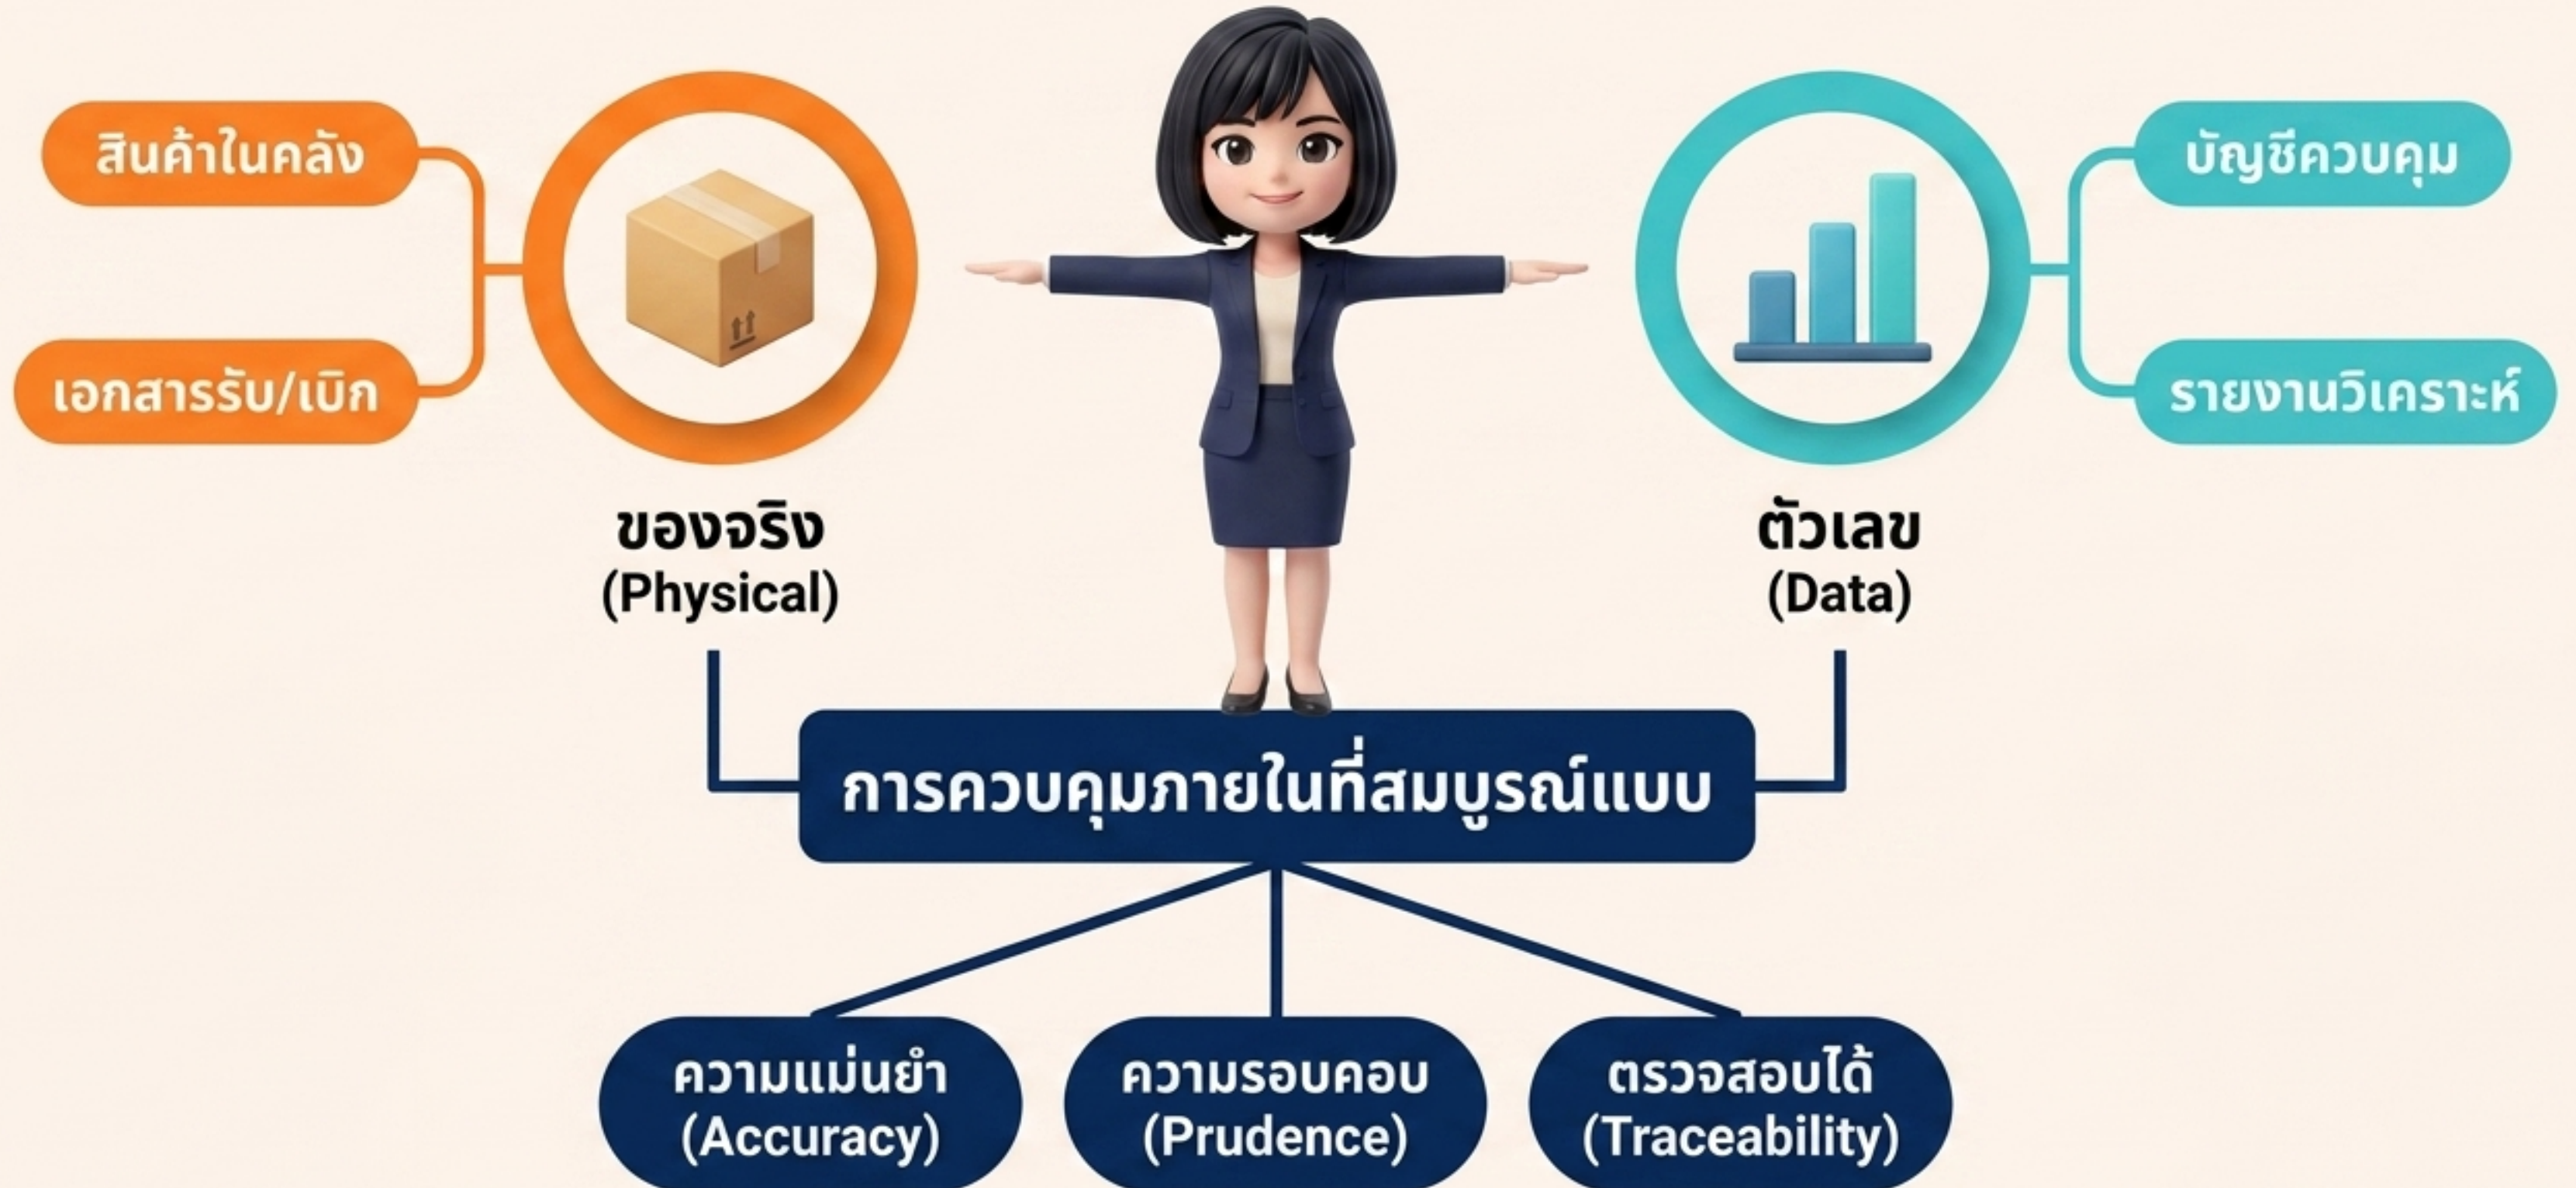 สินค้าในคลัง
เอกสารรับ/เบิก
ของจริง
(Physical)
บัญชีควบคุม
รายงานวิเคราะห์
ตัวเลข
(Data)
การควบคุมภายในที่สมบูรณ์แบบ
ความแม่นยำ
(Accuracy)
ความรอบคอบ
(Prudence)
ตรวจสอบได้
(Traceability)